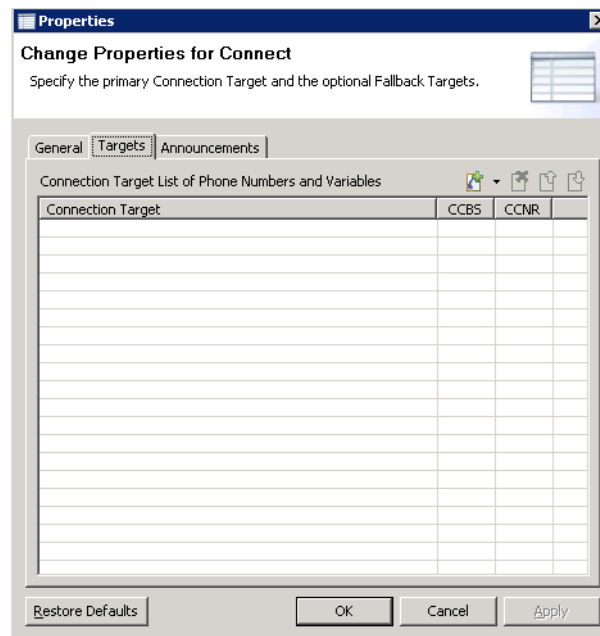 Properties
Change Properties for Connect
Specify the primary Connection Target and the optional Fallback Targets.
General Targets Announcements
Connection Target List of Phone Numbers and Variables
Connection Target CCBS CCNR
Restore Defaults OK Cancel Apply